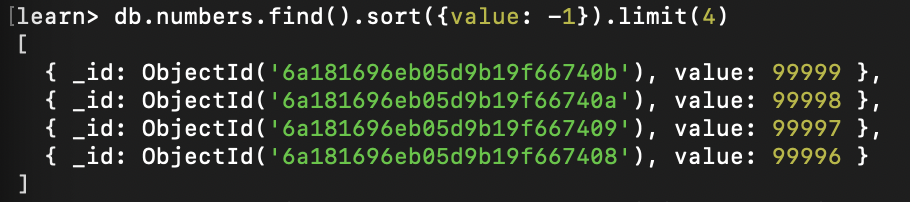 [learn> db.numbers.find().sort({value: -1}).limit(4)
[
  { _id: ObjectId('6a181696eb05d9b19f66740b'), value: 99999 },
  { _id: ObjectId('6a181696eb05d9b19f66740a'), value: 99998 },
  { _id: ObjectId('6a181696eb05d9b19f667409'), value: 99997 },
  { _id: ObjectId('6a181696eb05d9b19f667408'), value: 99996 }
]